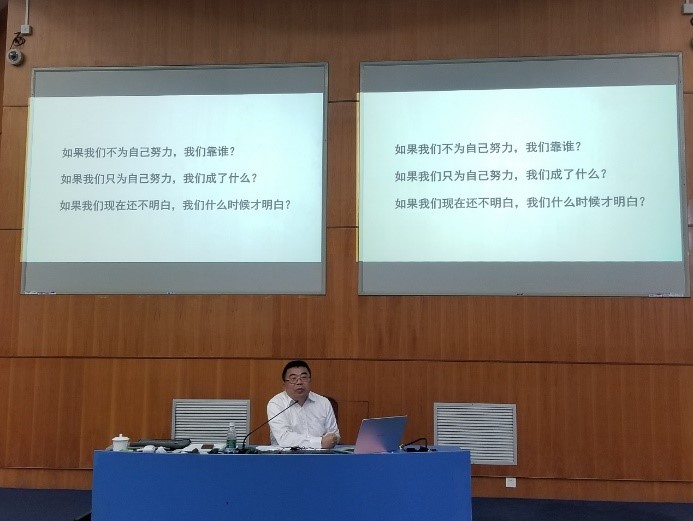 如果我们不为自己努力，我们靠谁？
如果我们只为自己努力，我们成了什么？
如果我们现在还不明白，我们什么时候才明白？
如果我们不为自己努力，我们靠谁？
如果我们只为自己努力，我们成了什么？
如果我们现在还不明白，我们什么时候才明白？